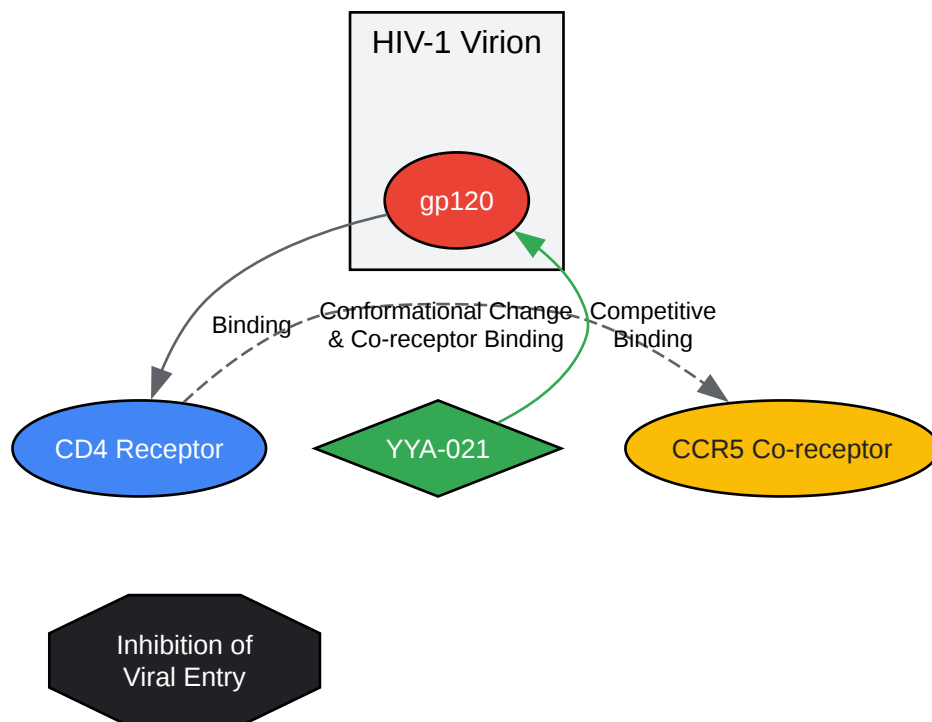 HIV-1 Virion
gp120
Binding
Conformational Change
& Co-receptor Binding
Competitive
Binding
CD4 Receptor
YYA-021
CCR5 Co-receptor
Inhibition of
Viral Entry